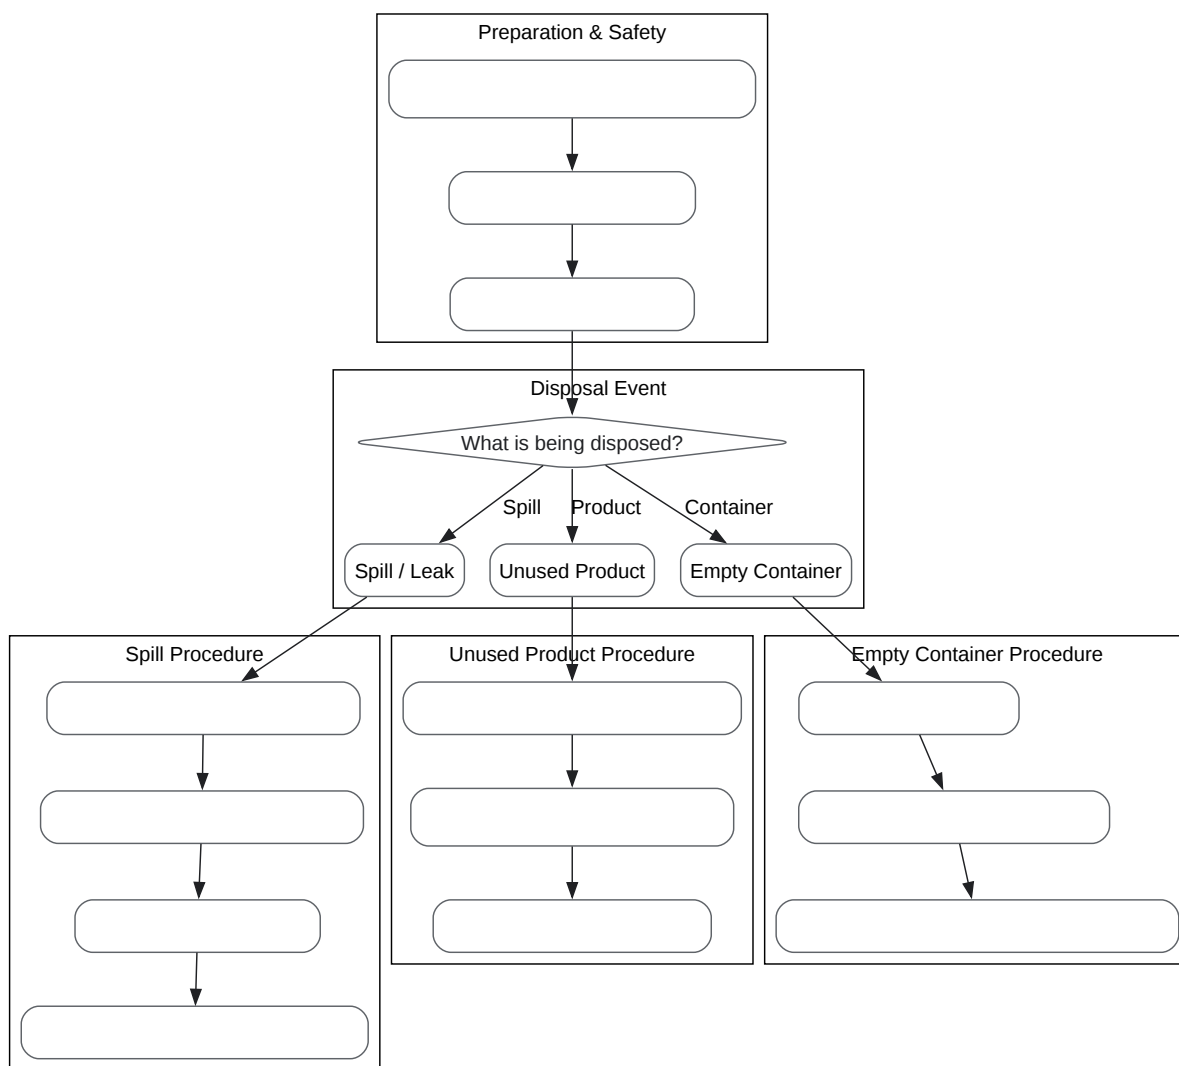 Preparation & Safety
Disposal Event
What is being disposed?
Spill
Product
Container
Spill / Leak
Unused Product
Empty Container
Spill Procedure
Unused Product Procedure
Empty Container Procedure